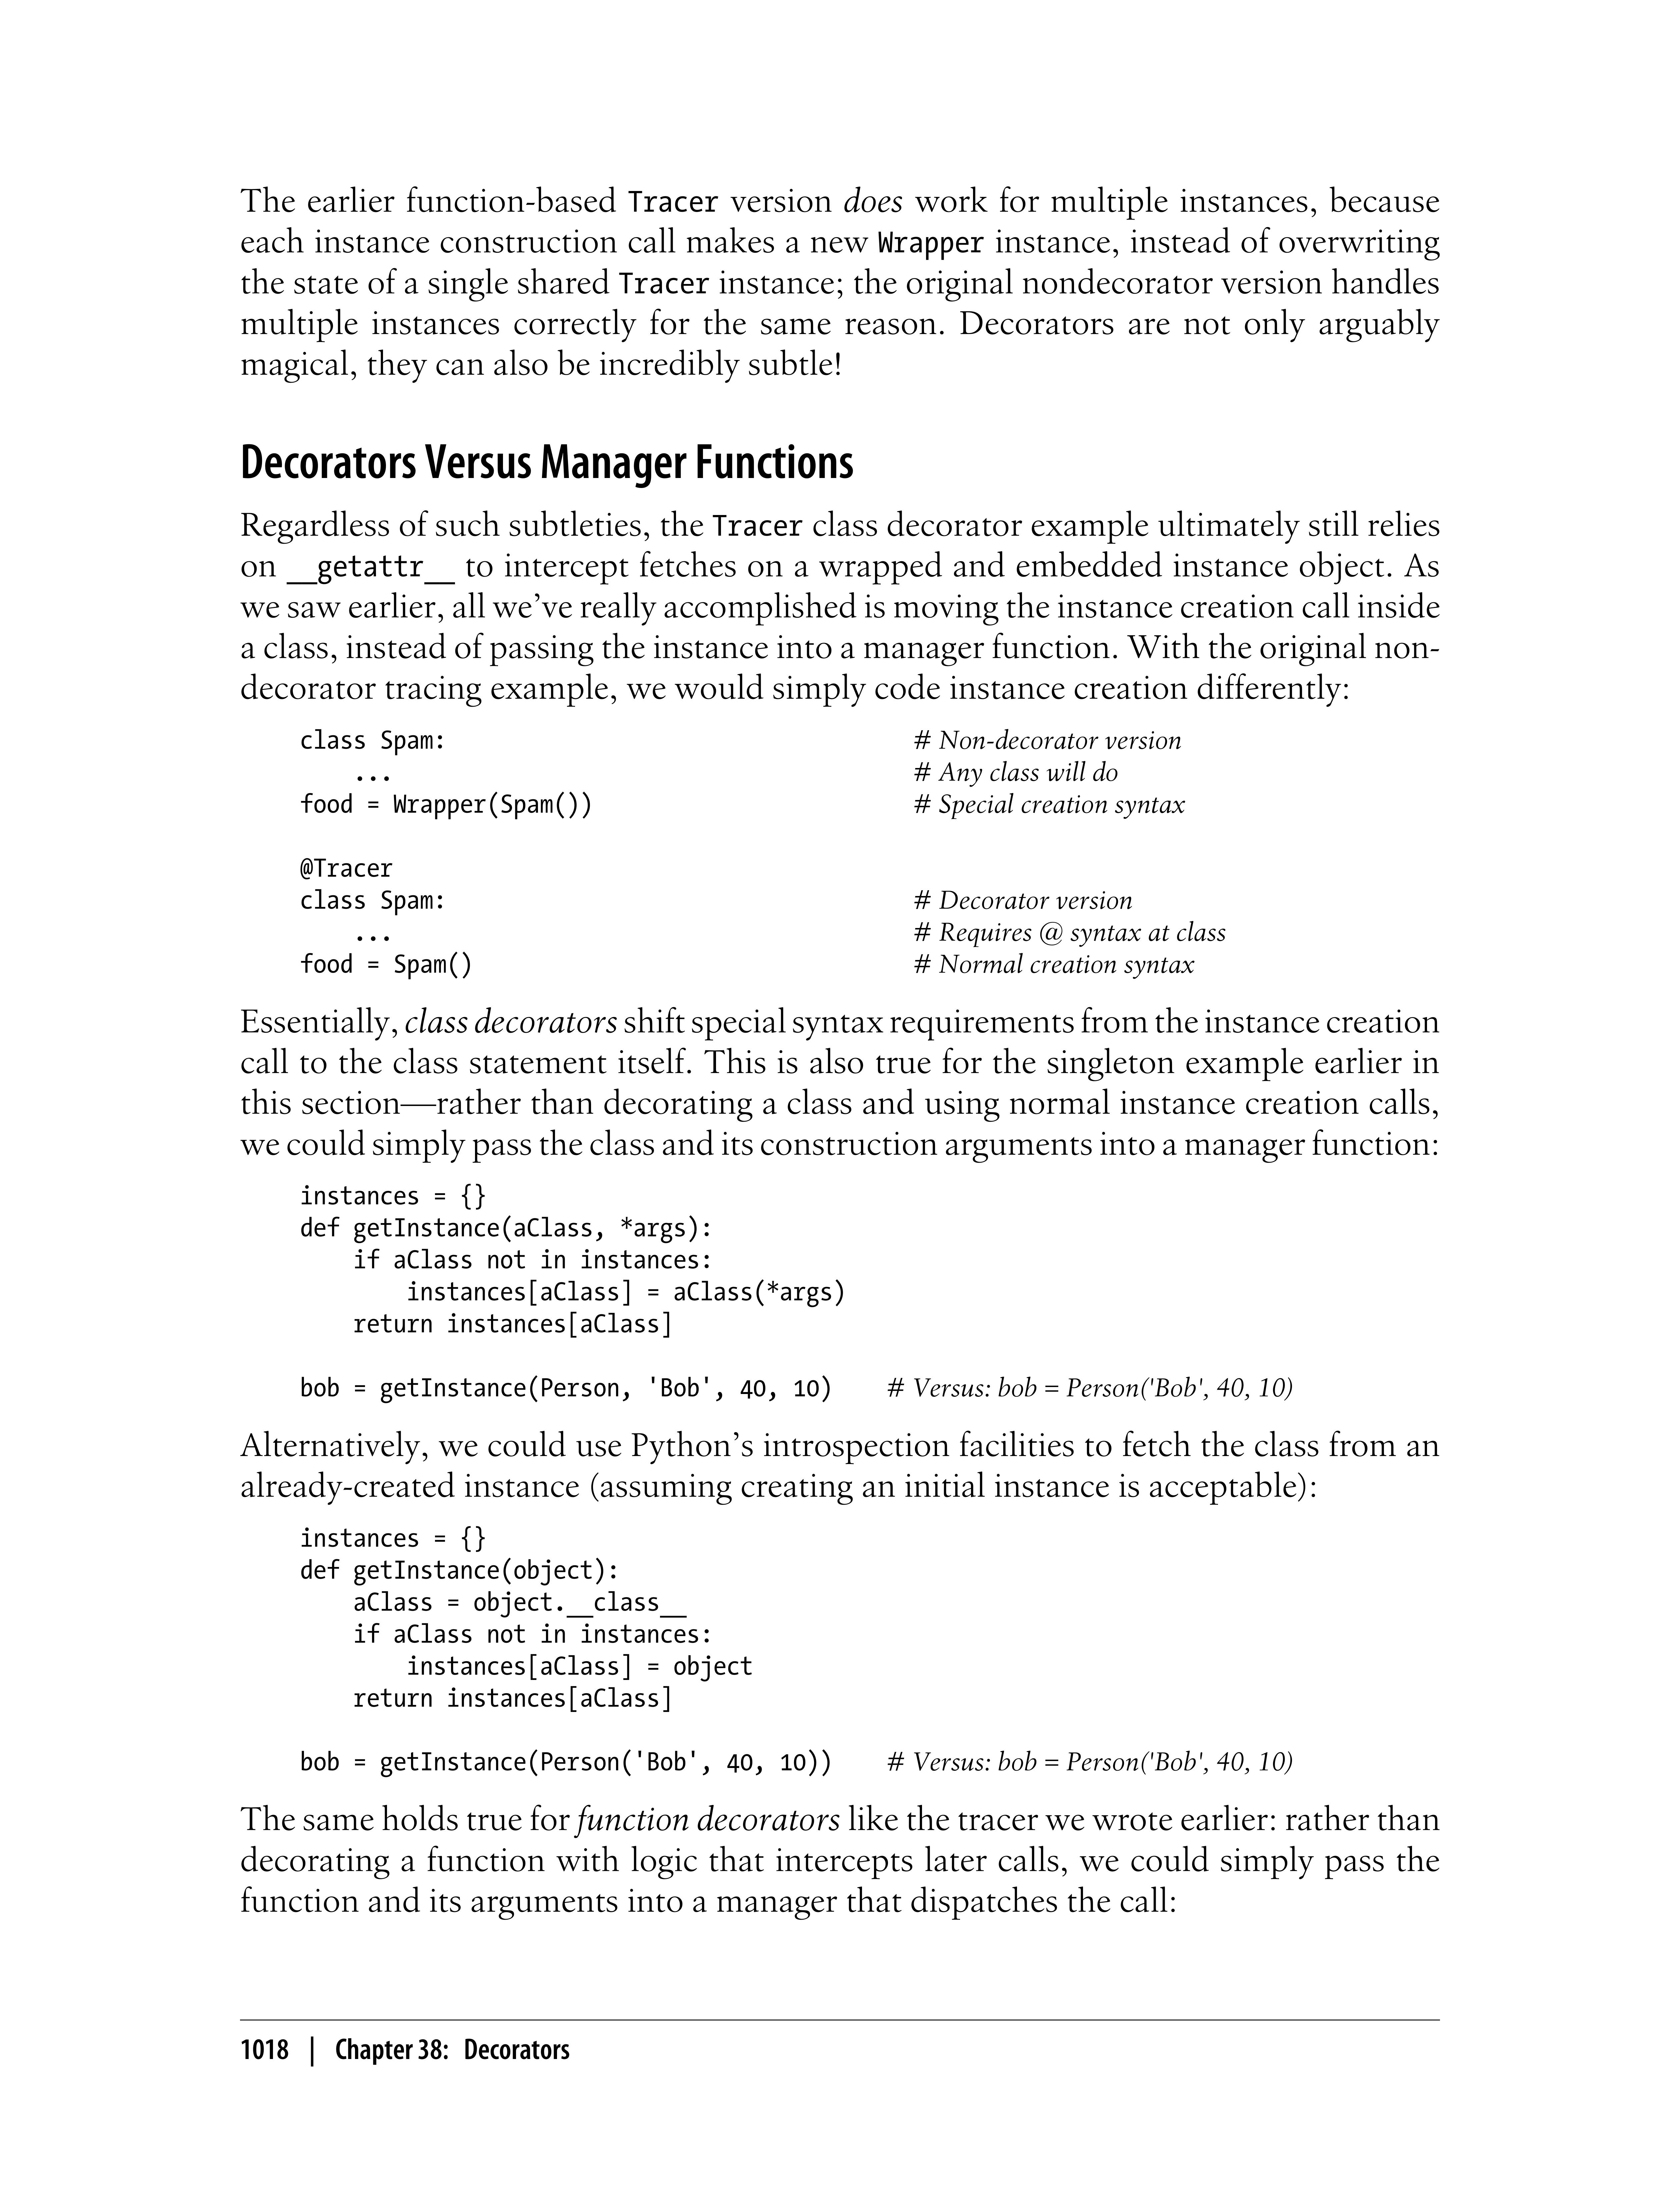 The earlier function-based Tracer version does work for multiple instances, because
each instance construction call makes a new Wrapper instance, instead of overwriting
the state of a single shared Tracer instance; the original nondecorator version handles
multiple instances correctly for the same reason. Decorators are not only arguably
magical, they can also be incredibly subtle!
Decorators Versus Manager Functions
Regardless of such subtleties, the Tracer class decorator example ultimately still relies
on __getattr__ to intercept fetches on a wrapped and embedded instance object. As
we saw earlier, all we’ve really accomplished is moving the instance creation call inside
a class, instead of passing the instance into a manager function. With the original non-
decorator tracing example, we would simply code instance creation differently:
class Spam: # Non-decorator version
    ... # Any class will do
food = Wrapper(Spam()) # Special creation syntax
@Tracer
class Spam: # Decorator version
    ... # Requires @ syntax at class
food = Spam() # Normal creation syntax
Essentially, class decorators shift special syntax requirements from the instance creation
call to the class statement itself. This is also true for the singleton example earlier in
this section—rather than decorating a class and using normal instance creation calls,
we could simply pass the class and its construction arguments into a manager function:
instances = {}
def getInstance(aClass, *args):
    if aClass not in instances:
        instances[aClass] = aClass(*args)
    return instances[aClass]
bob = getInstance(Person, 'Bob', 40, 10) # Versus: bob = Person('Bob', 40, 10)
Alternatively, we could use Python’s introspection facilities to fetch the class from an
already-created instance (assuming creating an initial instance is acceptable):
instances = {}
def getInstance(object):
    aClass = object.__class__
    if aClass not in instances:
        instances[aClass] = object
    return instances[aClass]
bob = getInstance(Person('Bob', 40, 10)) # Versus: bob = Person('Bob', 40, 10)
The same holds true for function decorators like the tracer we wrote earlier: rather than
decorating a function with logic that intercepts later calls, we could simply pass the
function and its arguments into a manager that dispatches the call:
1018 | Chapter 38: Decorators